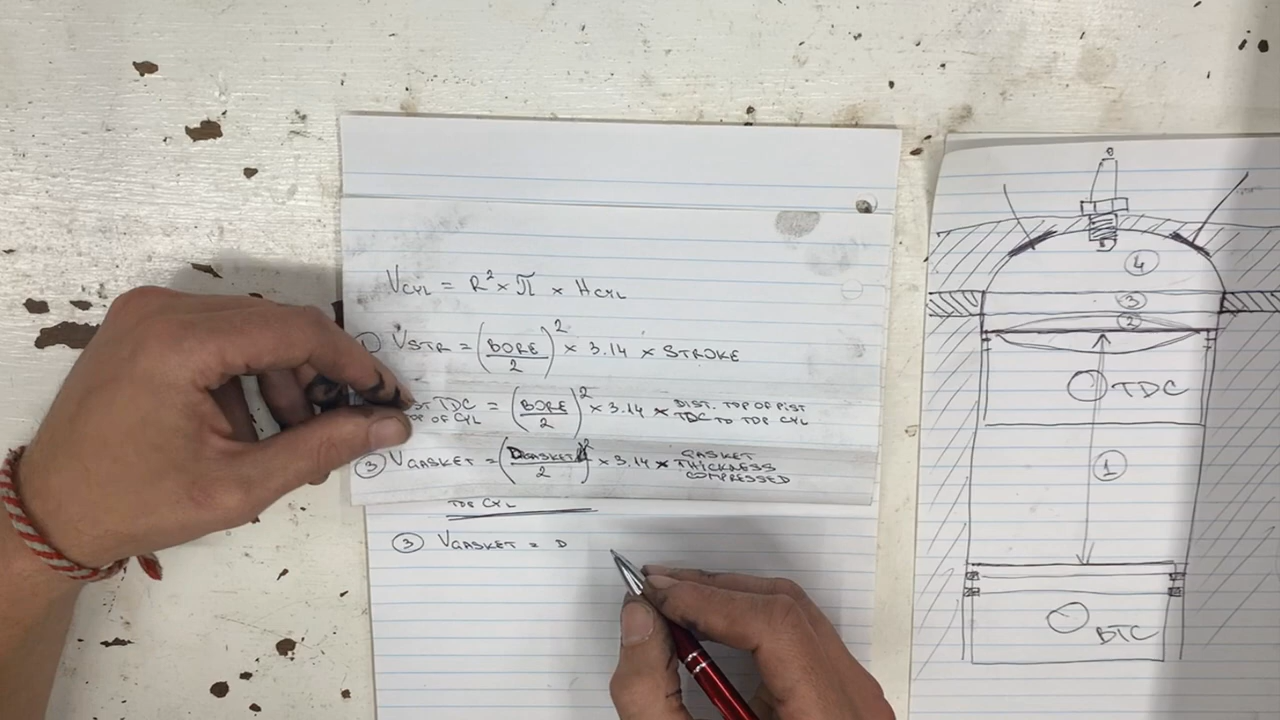 VCYL = R² × π × HCYL
1) VSTR = (BORE/2)² × 3.14 × STROKE
TDC TOP OF CYL = (BORE/2)² × 3.14 × DIST. TOP OF PIST TDC TO TOP CYL
③ VGASKET = (DGASKET/2)² × 3.14 × GASKET THICKNESS COMPRESSED
CYL
③ VGASKET = D
④
③
②
TDC
①
BTC